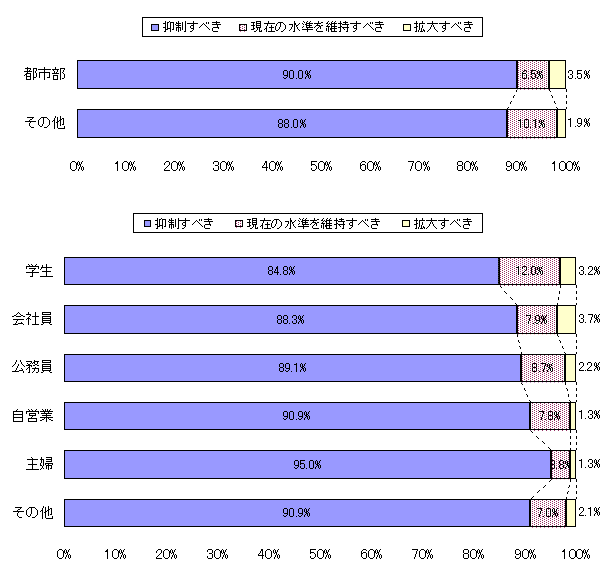 抑制すべき 現在の水準を維持すべき 拡大すべき
都市部 90.0% 6.5% 3.5%
その他 88.0% 10.1% 1.9%
0% 10% 20% 30% 40% 50% 60% 70% 80% 90% 100%
抑制すべき 現在の水準を維持すべき 拡大すべき
学生 84.8% 12.0% 3.2%
会社員 88.3% 7.9% 3.7%
公務員 89.1% 8.7% 2.2%
自営業 90.9% 7.8% 1.3%
主婦 95.0% 3.8% 1.3%
その他 90.9% 7.0% 2.1%
0% 10% 20% 30% 40% 50% 60% 70% 80% 90% 100%